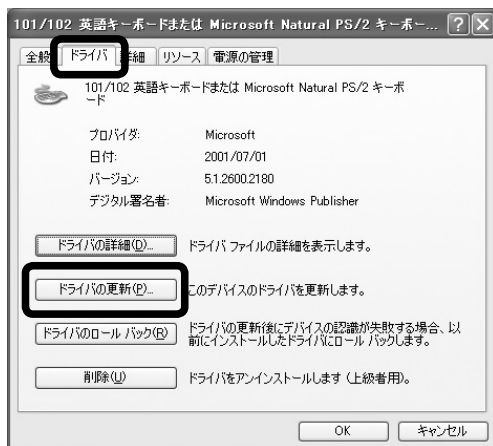 101/102 英語キーボードまたは Microsoft Natural PS/2 キーボー...
全般 ドライバ 詳細 リソース 電源の管理
101/102 英語キーボードまたは Microsoft Natural PS/2 キーボ
ード
プロバイダ: Microsoft
日付: 2001/07/01
バージョン: 5.1.2600.2180
デジタル署名者: Microsoft Windows Publisher
ドライバの詳細(D)... ドライバ ファイルの詳細を表示します。
ドライバの更新(P)... このデバイスのドライバを更新します。
ドライバのロール バック(R) ドライバの更新後にデバイスの認識が失敗する場合、以
前にインストールしたドライバにロール バックします。
削除(U) ドライバをアンインストールします (上級者用)。
OK キャンセル